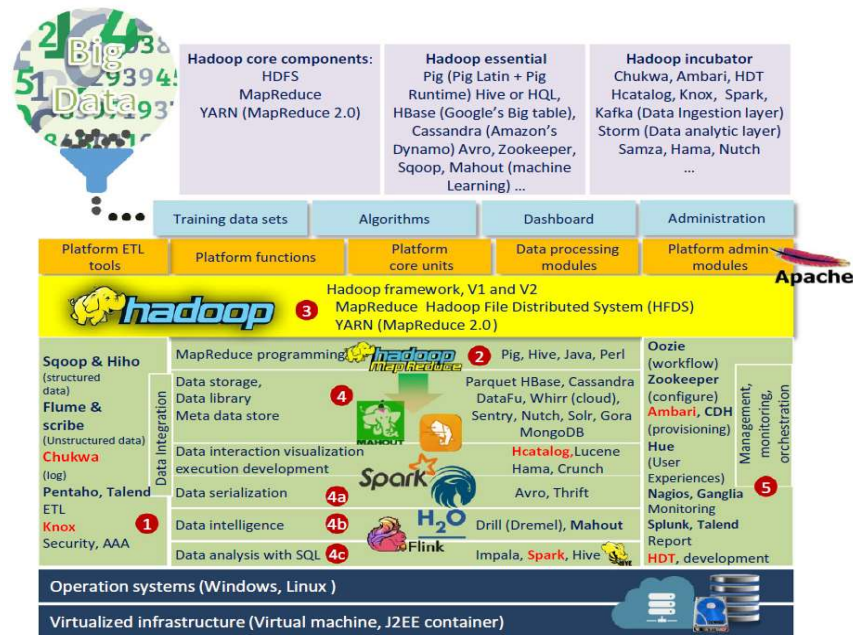 Big
Data
Hadoop core components:
HDFS
MapReduce
YARN (MapReduce 2.0)
Hadoop essential
Pig (Pig Latin + Pig
Runtime) Hive or HQL,
HBase (Google's Big table),
Cassandra (Amazon's
Dynamo) Avro, Zookeeper,
Sqoop, Mahout (machine
Learning) ...
Hadoop incubator
Chukwa, Ambari, HDT
Hcatalog, Knox, Spark,
Kafka (Data Ingestion layer)
Storm (Data analytic layer)
Samza, Hama, Nutch
...
Training data sets
Algorithms
Dashboard
Administration
Platform ETL
tools
Platform functions
Platform
core units
Data processing
modules
Platform admin
modules
Apache
hadoop
3
Hadoop framework, V1 and V2
MapReduce Hadoop File Distributed System (HFDS)
YARN (MapReduce 2.0)
Sqoop & Hiho
(structured
data)
Flume &
scribe
(Unstructured data)
Chukwa
(log)
Pentaho, Talend
ETL
Knox
Security, AAA
1
Data Integration
MapReduce programming
hadoop
MapReduce
2
Pig, Hive, Java, Perl
Data storage,
Data library
Meta data store
4
MAHOUT
Parquet HBase, Cassandra
DataFu, Whirr (cloud),
Sentry, Nutch, Solr, Gora
MongoDB
Data interaction visualization
execution development
Spark
Hcatalog,Lucene
Hama, Crunch
Data serialization
4a
Avro, Thrift
Data intelligence
4b
H2O
Drill (Dremel), Mahout
Data analysis with SQL
4c
Flink
Impala, Spark, Hive
HIVE
Oozie
(workflow)
Zookeeper
(configure)
Ambari, CDH
(provisioning)
Hue
(User
Experiences)
Nagios, Ganglia
Monitoring
Splunk, Talend
Report
HDT, development
Management,
monitoring,
orchestration
5
Operation systems (Windows, Linux )
Virtualized infrastructure (Virtual machine, J2EE container)